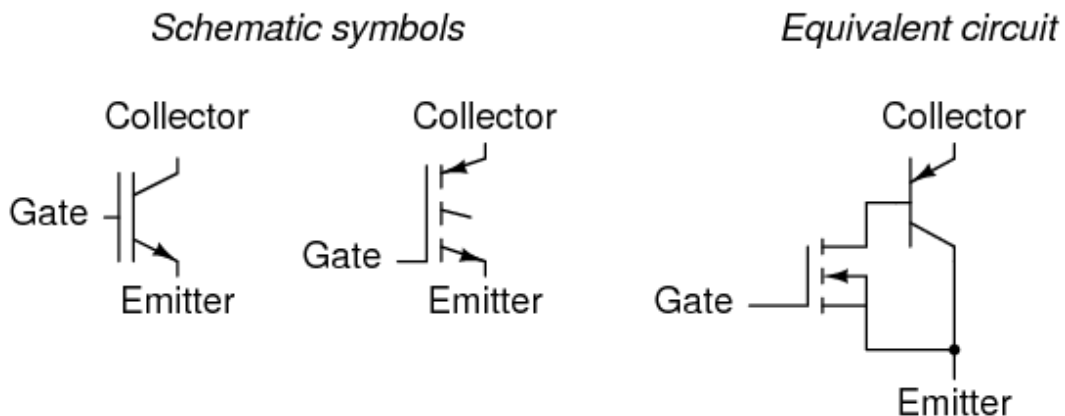 Schematic symbols
Equivalent circuit
Collector
Collector
Collector
Gate
Gate
Gate
Emitter
Emitter
Emitter